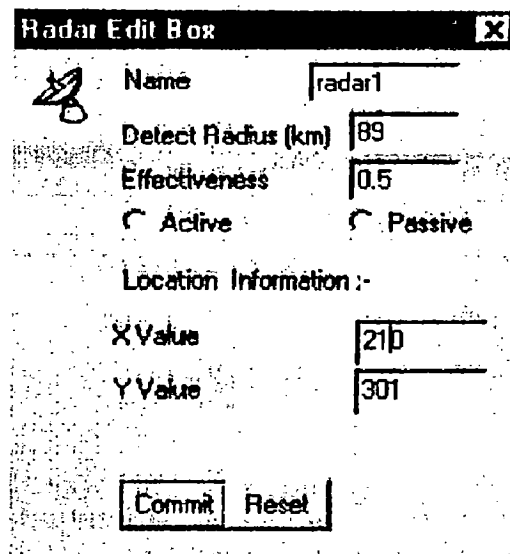 Radar Edit Box
Name radar1
Detect Radius (km) 89
Effectiveness 0.5
Active Passive
Location Information :-
X Value 210
Y Value 301
Commit Reset